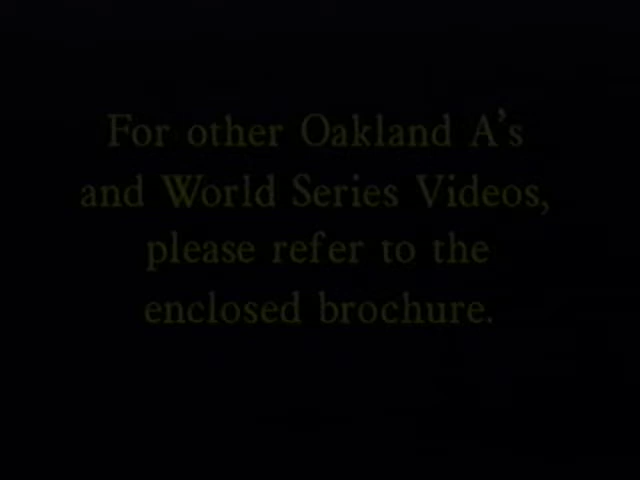 For other Oakland A's
and World Series Videos,
please refer to the
enclosed brochure.